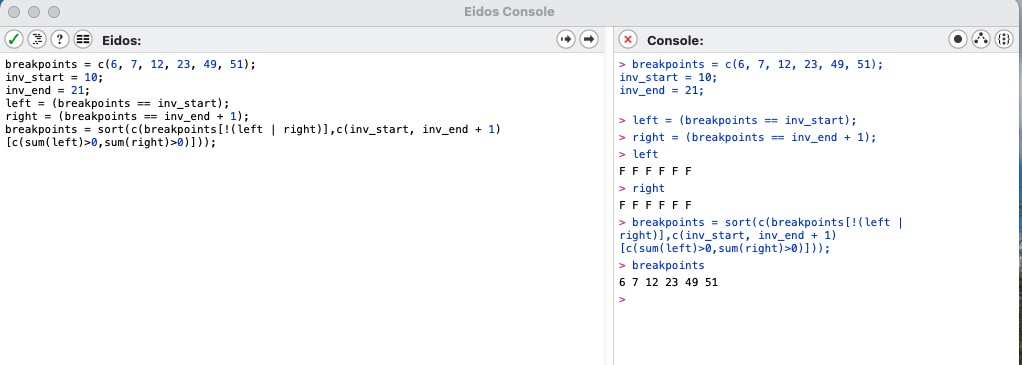 Eidos Console
Eidos:
breakpoints = c(6, 7, 12, 23, 49, 51);
inv_start = 10;
inv_end = 21;
left = (breakpoints == inv_start);
right = (breakpoints == inv_end + 1);
breakpoints = sort(c(breakpoints[!(left | right)],c(inv_start, inv_end + 1)
[c(sum(left)>0,sum(right)>0)]));
Console:
> breakpoints = c(6, 7, 12, 23, 49, 51);
inv_start = 10;
inv_end = 21;
> left = (breakpoints == inv_start);
> right = (breakpoints == inv_end + 1);
> left
F F F F F F
> right
F F F F F F
> breakpoints = sort(c(breakpoints[!(left |
right)],c(inv_start, inv_end + 1)
[c(sum(left)>0,sum(right)>0)]));
> breakpoints
6 7 12 23 49 51
>